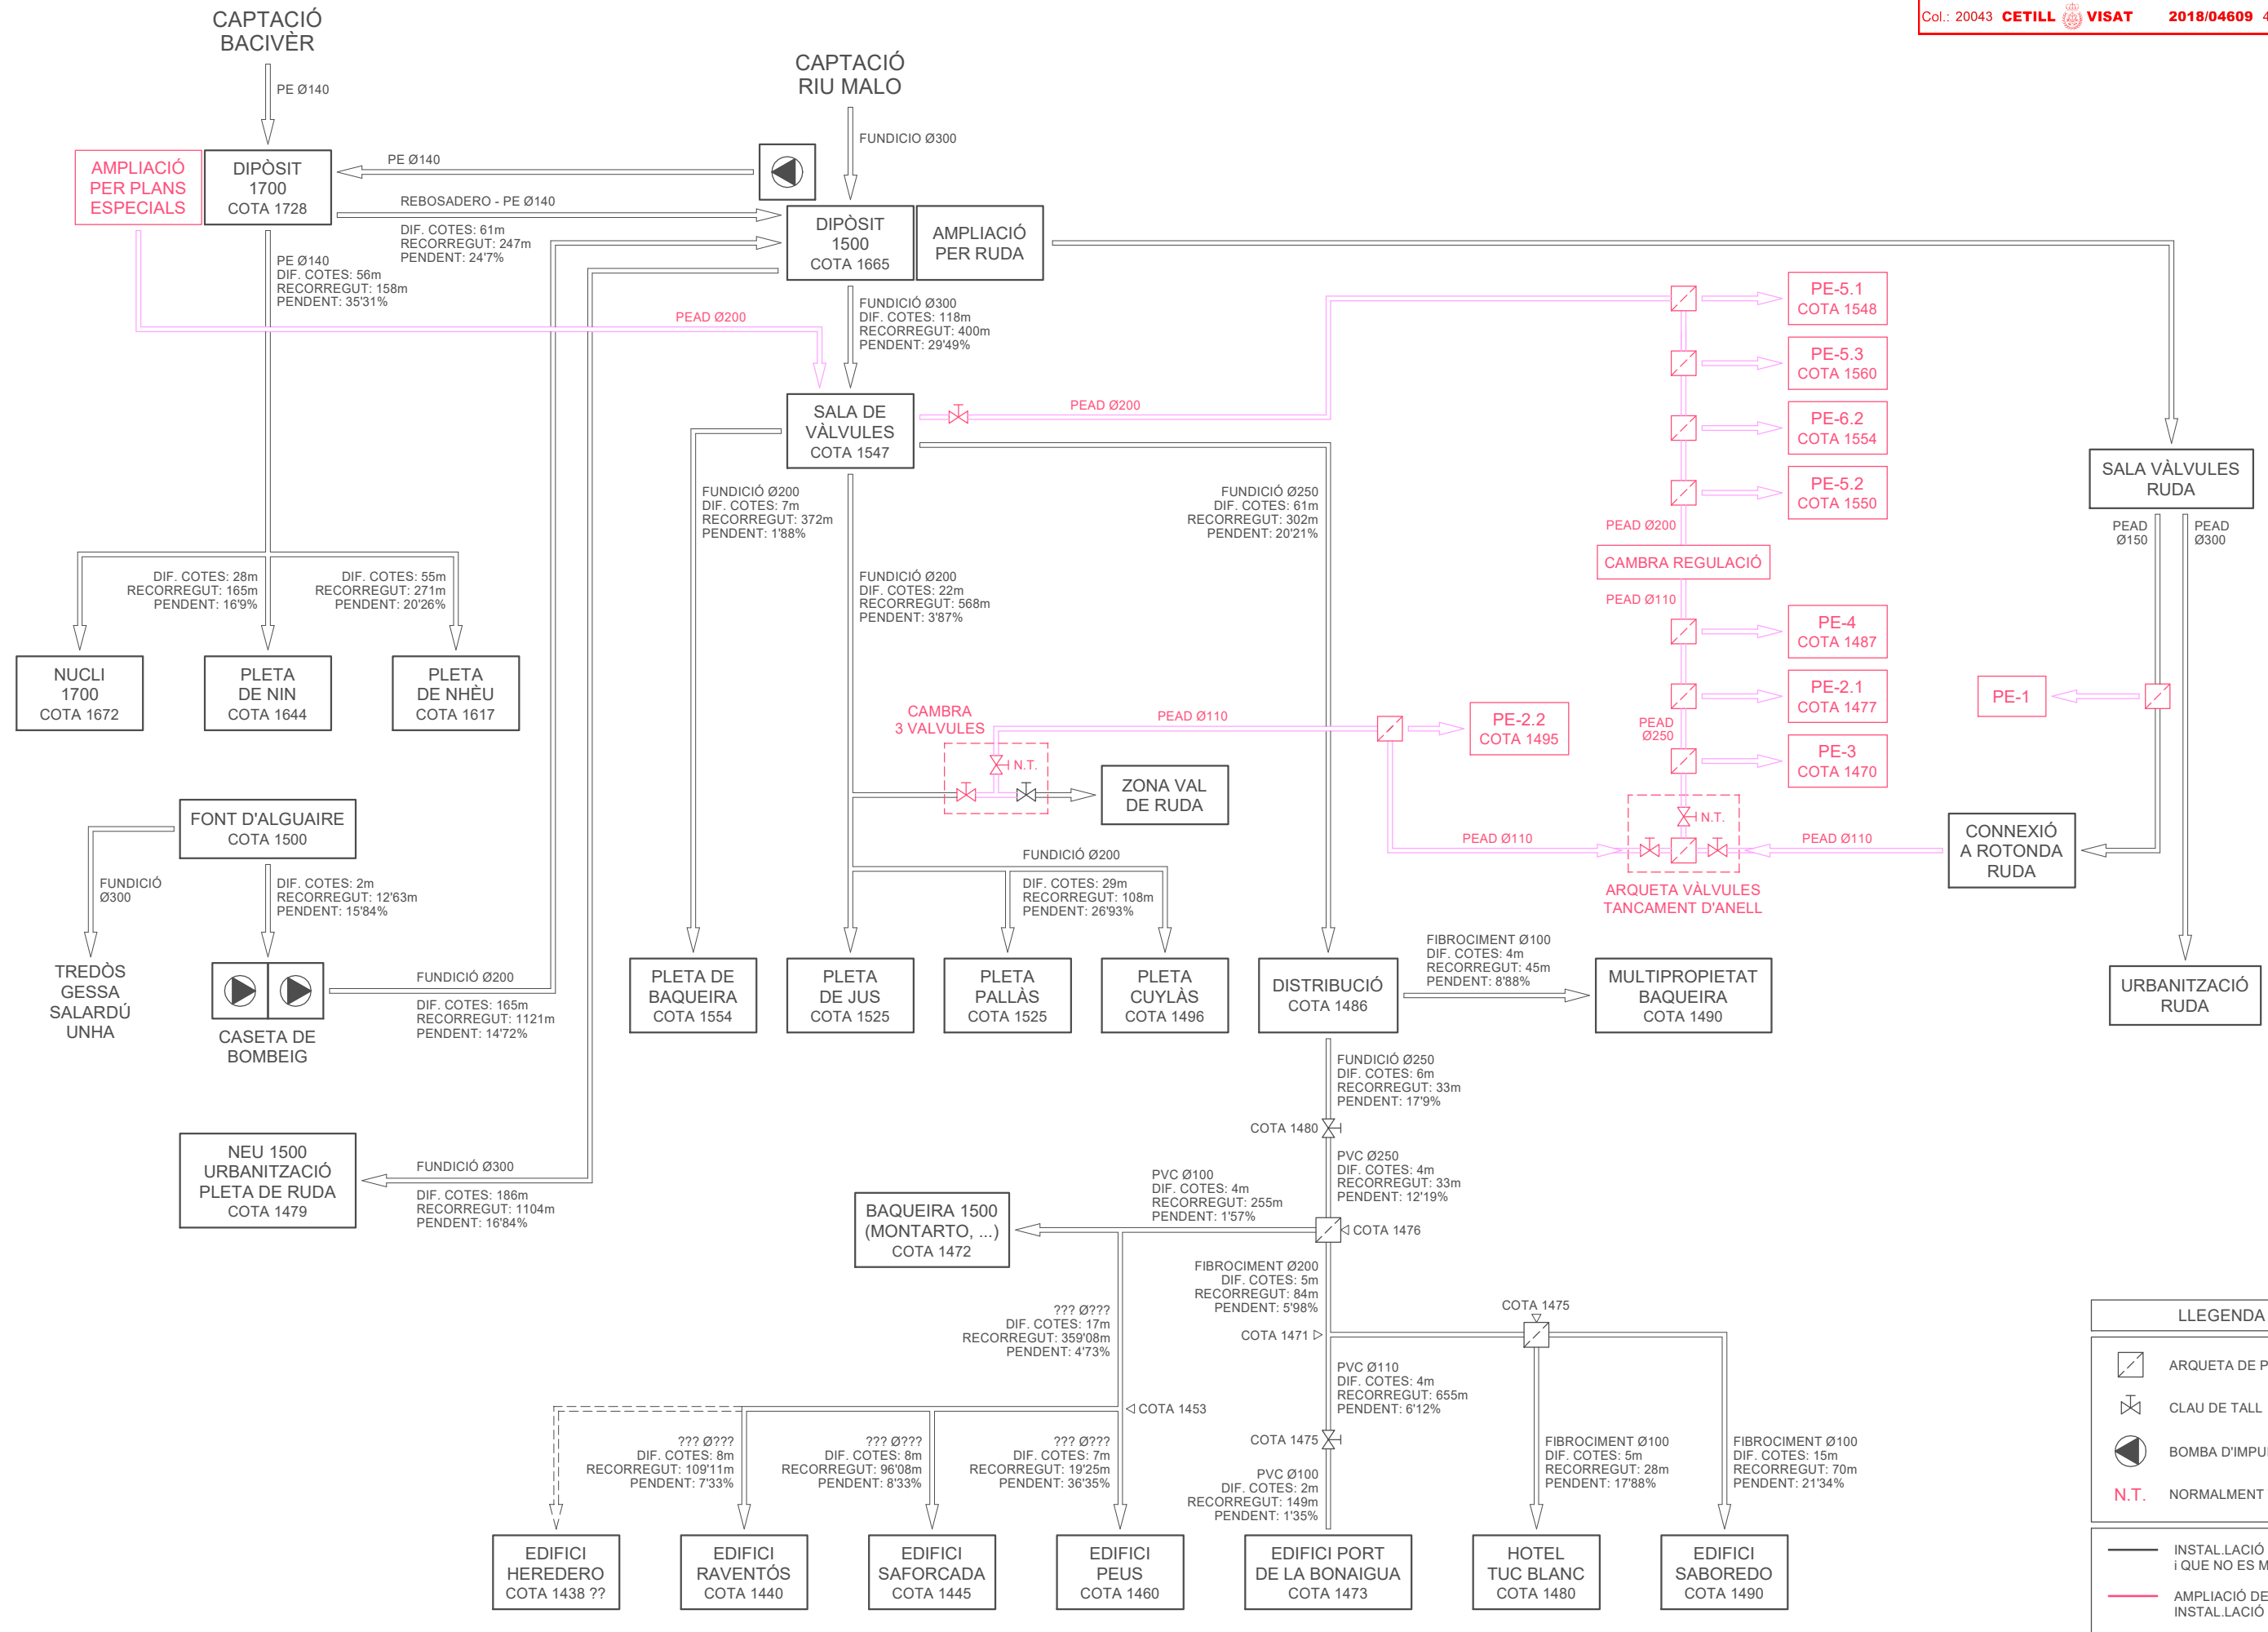 Col.: 20043 CETILL VISAT 2018/04609
CAPTACIÓ
BACIVÈR
PE Ø140
CAPTACIÓ
RIU MALO
FUNDICIO Ø300
AMPLIACIÓ
PER PLANS
ESPECIALS
DIPÒSIT
1700
COTA 1728
PE Ø140
REBOSADERO - PE Ø140
DIF. COTES: 61m
RECORREGUT: 247m
PENDENT: 24'7%
DIPÒSIT
1500
COTA 1665
AMPLIACIÓ
PER RUDA
PE Ø140
DIF. COTES: 56m
RECORREGUT: 158m
PENDENT: 35'31%
PEAD Ø200
FUNDICIÓ Ø300
DIF. COTES: 118m
RECORREGUT: 400m
PENDENT: 29'49%
PE-5.1
COTA 1548
PE-5.3
COTA 1560
PE-6.2
COTA 1554
PE-5.2
COTA 1550
SALA DE
VÀLVULES
COTA 1547
PEAD Ø200
SALA VÀLVULES
RUDA
FUNDICIÓ Ø200
DIF. COTES: 7m
RECORREGUT: 372m
PENDENT: 1'88%
FUNDICIÓ Ø250
DIF. COTES: 61m
RECORREGUT: 302m
PENDENT: 20'21%
PEAD Ø200
PEAD
Ø150
PEAD
Ø300
CAMBRA REGULACIÓ
PEAD Ø110
DIF. COTES: 28m
RECORREGUT: 165m
PENDENT: 16'9%
DIF. COTES: 55m
RECORREGUT: 271m
PENDENT: 20'26%
FUNDICIÓ Ø200
DIF. COTES: 22m
RECORREGUT: 568m
PENDENT: 3'87%
PE-4
COTA 1487
PE-2.1
COTA 1477
PEAD
Ø250
PE-3
COTA 1470
PE-1
NUCLI
1700
COTA 1672
PLETA
DE NIN
COTA 1644
PLETA
DE NHÈU
COTA 1617
CAMBRA
3 VALVULES
PEAD Ø110
PE-2.2
COTA 1495
N.T.
ZONA VAL
DE RUDA
FONT D'ALGUAIRE
COTA 1500
N.T.
PEAD Ø110
PEAD Ø110
CONNEXIÓ
A ROTONDA
RUDA
ARQUETA VÀLVULES
TANCAMENT D'ANELL
FUNDICIÓ
Ø300
DIF. COTES: 2m
RECORREGUT: 12'63m
PENDENT: 15'84%
FUNDICIÓ Ø200
DIF. COTES: 29m
RECORREGUT: 108m
PENDENT: 26'93%
TREDÒS
GESSA
SALARDÚ
UNHA
CASETA DE
BOMBEIG
FUNDICIÓ Ø200
DIF. COTES: 165m
RECORREGUT: 1121m
PENDENT: 14'72%
PLETA DE
BAQUEIRA
COTA 1554
PLETA
DE JUS
COTA 1525
PLETA
PALLÀS
COTA 1525
PLETA
CUYLÀS
COTA 1496
DISTRIBUCIÓ
COTA 1486
FIBROCIMENT Ø100
DIF. COTES: 4m
RECORREGUT: 45m
PENDENT: 8'88%
MULTIPROPIETAT
BAQUEIRA
COTA 1490
URBANITZACIÓ
RUDA
FUNDICIÓ Ø250
DIF. COTES: 6m
RECORREGUT: 33m
PENDENT: 17'9%
COTA 1480
PVC Ø250
DIF. COTES: 4m
RECORREGUT: 33m
PENDENT: 12'19%
NEU 1500
URBANITZACIÓ
PLETA DE RUDA
COTA 1479
FUNDICIÓ Ø300
DIF. COTES: 186m
RECORREGUT: 1104m
PENDENT: 16'84%
BAQUEIRA 1500
(MONTARTO, ...)
COTA 1472
PVC Ø100
DIF. COTES: 4m
RECORREGUT: 255m
PENDENT: 1'57%
COTA 1476
FIBROCIMENT Ø200
DIF. COTES: 5m
RECORREGUT: 84m
PENDENT: 5'98%
COTA 1471
COTA 1475
??? Ø???
DIF. COTES: 17m
RECORREGUT: 359'08m
PENDENT: 4'73%
PVC Ø110
DIF. COTES: 4m
RECORREGUT: 655m
PENDENT: 6'12%
COTA 1453
COTA 1475
??? Ø???
DIF. COTES: 8m
RECORREGUT: 109'11m
PENDENT: 7'33%
??? Ø???
DIF. COTES: 8m
RECORREGUT: 96'08m
PENDENT: 8'33%
??? Ø???
DIF. COTES: 7m
RECORREGUT: 19'25m
PENDENT: 36'35%
PVC Ø100
DIF. COTES: 2m
RECORREGUT: 149m
PENDENT: 1'35%
FIBROCIMENT Ø100
DIF. COTES: 5m
RECORREGUT: 28m
PENDENT: 17'88%
FIBROCIMENT Ø100
DIF. COTES: 15m
RECORREGUT: 70m
PENDENT: 21'34%
EDIFICI
HEREDERO
COTA 1438 ??
EDIFICI
RAVENTÓS
COTA 1440
EDIFICI
SAFORCADA
COTA 1445
EDIFICI
PEUS
COTA 1460
EDIFICI PORT
DE LA BONAIGUA
COTA 1473
HOTEL
TUC BLANC
COTA 1480
EDIFICI
SABOREDO
COTA 1490
LLEGENDA
ARQUETA DE
CLAU DE TALL
BOMBA
N.T. NORMALMENT
INSTAL.LACIÓ
i QUE NO ES
AMPLIACIÓ DE
INSTAL.LACIÓ